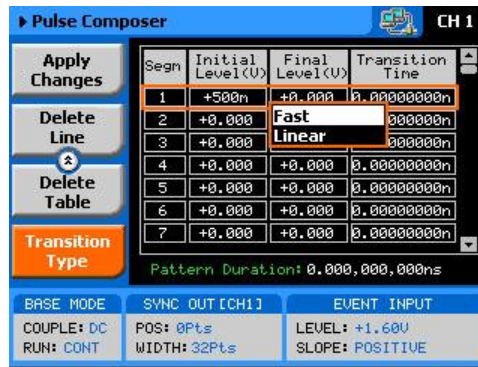 Pulse Composer CH 1
Apply
Changes
Delete
Line
Delete
Table
Transition
Type
Segn Initial Level(V) Final Level(V) Transition Time
1 +500m +0.000 0.00000000n
2 +0.000 00000n
3 +0.000 00000n
Fast
Linear
4 +0.000 +0.000 0.00000000n
5 +0.000 +0.000 0.00000000n
6 +0.000 +0.000 0.00000000n
7 +0.000 +0.000 0.00000000n
Pattern Duration: 0.000,000,000ns
BASE MODE
COUPLE: DC
RUN: CONT
SYNC OUT [CH1]
POS: 0Pts
WIDTH: 32Pts
EVENT INPUT
LEVEL: +1.60V
SLOPE: POSITIVE